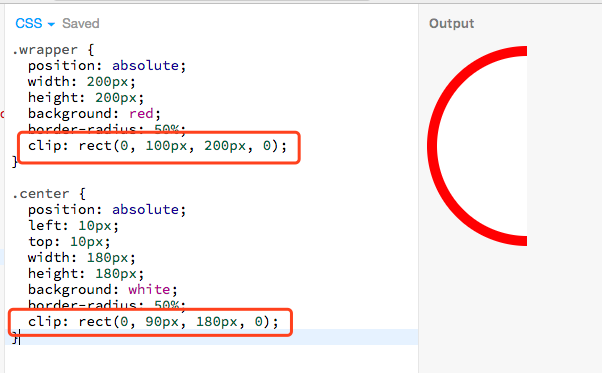 CSS Saved
Output
.wrapper {
position: absolute;
width: 200px;
height: 200px;
background: red;
border-radius: 50%;
clip: rect(0, 100px, 200px, 0);
}
.center {
position: absolute;
left: 10px;
top: 10px;
width: 180px;
height: 180px;
background: white;
border-radius: 50%;
clip: rect(0, 90px, 180px, 0);
}